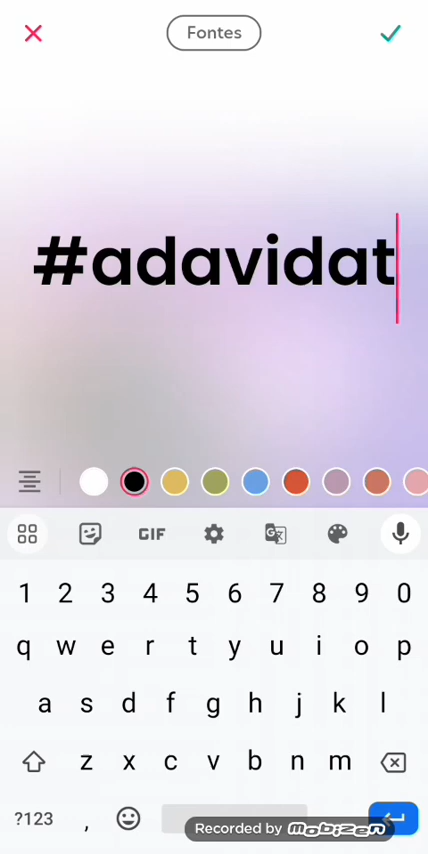 Fontes
#adavidat
GIF
1 2 3 4 5 6 7 8 9 0
q w e r t y u i o p
a s d f g h j k l
z x c v b n m
?123 ,
Recorded by MOBIZEN